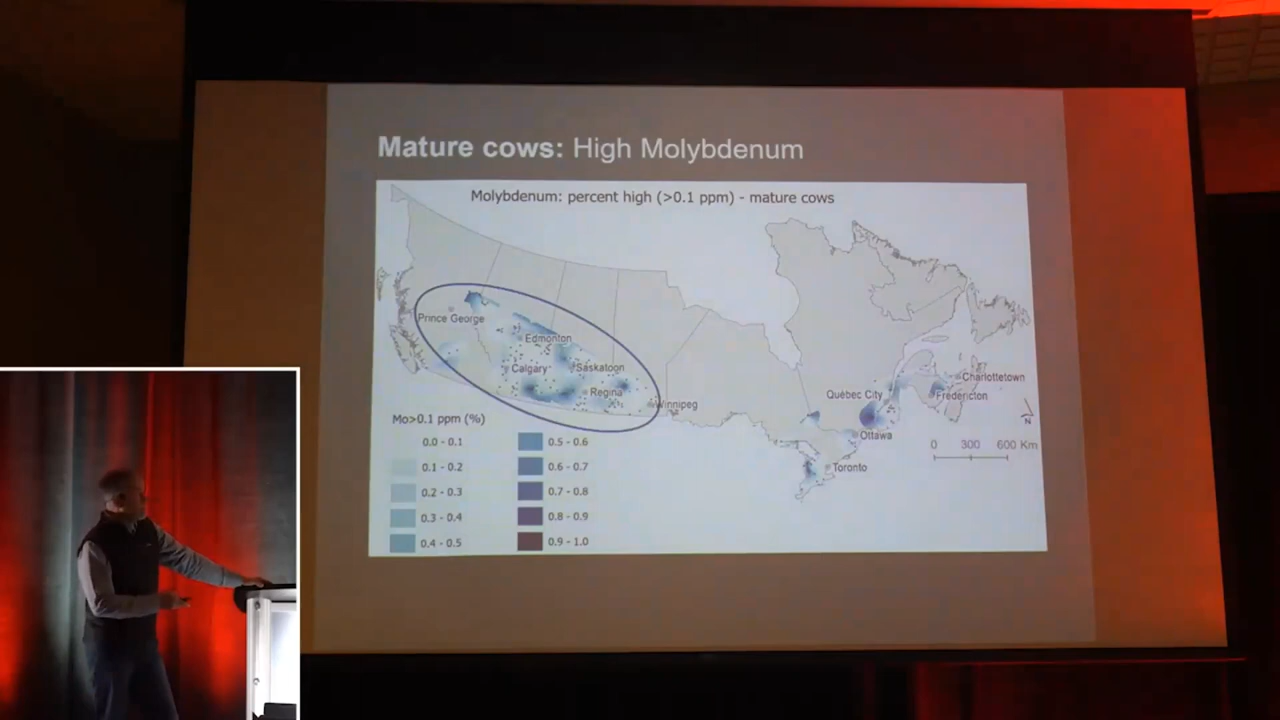 Mature cows: High Molybdenum
Molybdenum: percent high (>0.1 ppm) - mature cows
Prince George
Edmonton
Calgary
Saskatoon
Regina
Winnipeg
Québec City
Charlottetown
Fredericton
Ottawa
Toronto
N
0 300 600 Km
Mo>0.1 ppm (%)
0.0 - 0.1
0.1 - 0.2
0.2 - 0.3
0.3 - 0.4
0.4 - 0.5
0.5 - 0.6
0.6 - 0.7
0.7 - 0.8
0.8 - 0.9
0.9 - 1.0